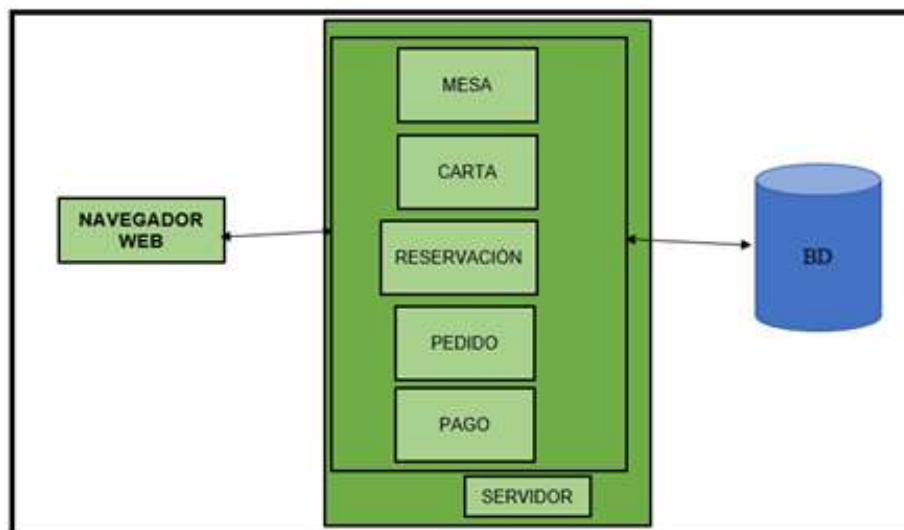 MESA
CARTA
NAVEGADOR
WEB
RESERVACIÓN
BD
PEDIDO
PAGO
SERVIDOR